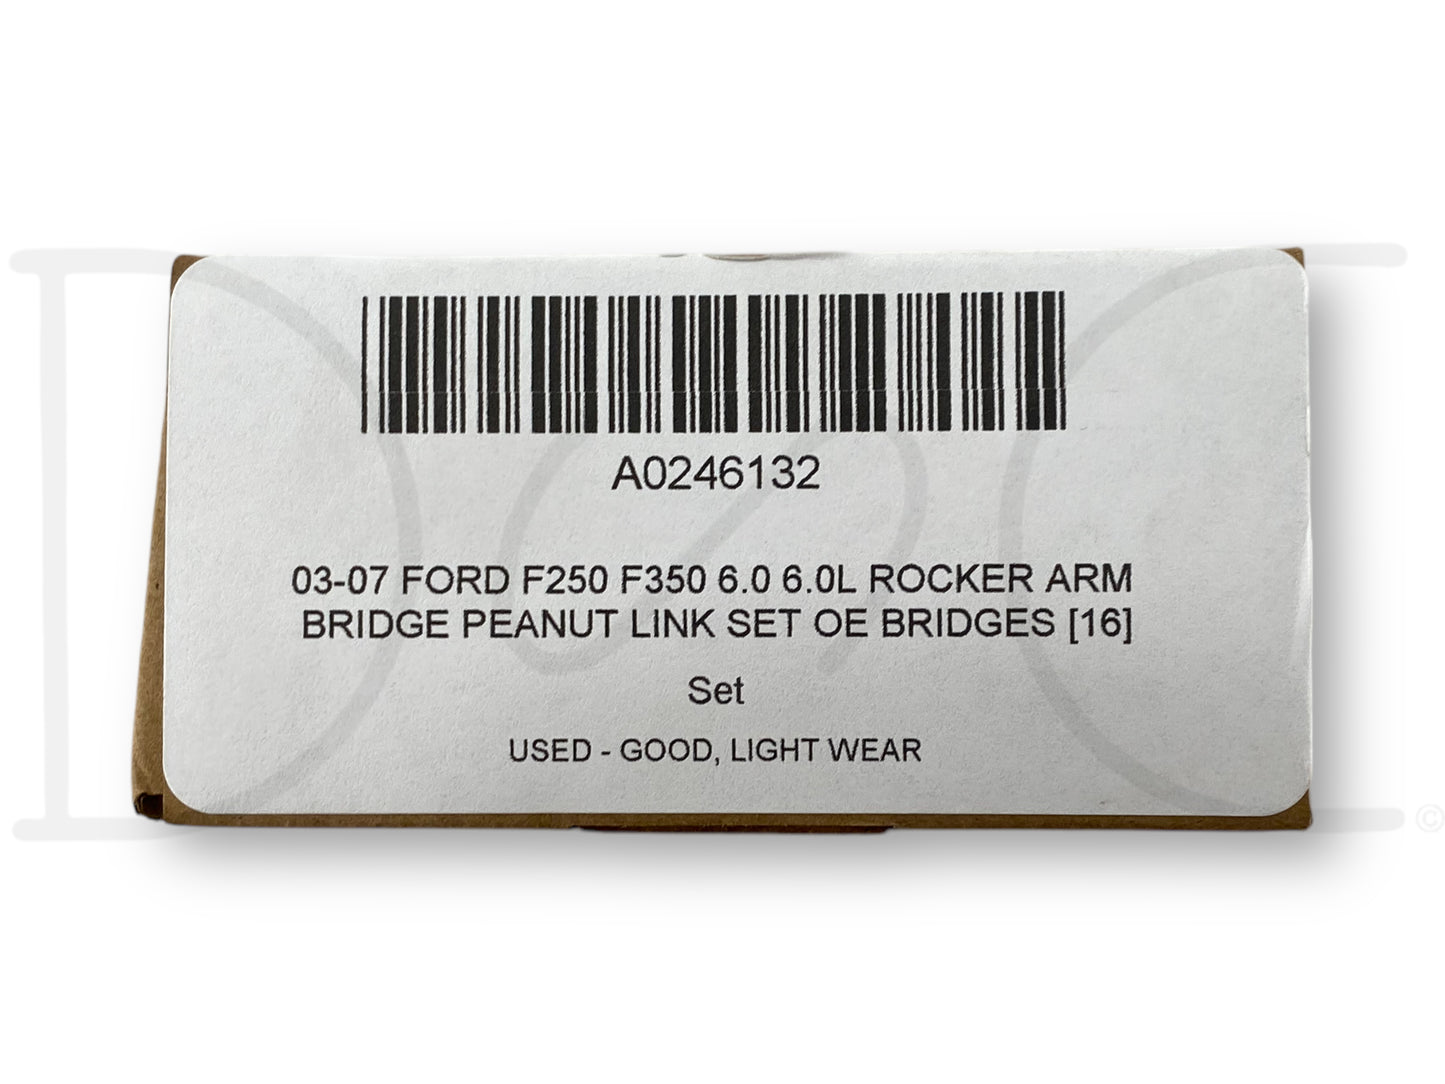 A0246132
03-07 FORD F250 F350 6.0 6.0L ROCKER ARM
BRIDGE PEANUT LINK SET OE BRIDGES [16]
Set
USED - GOOD, LIGHT WEAR
©